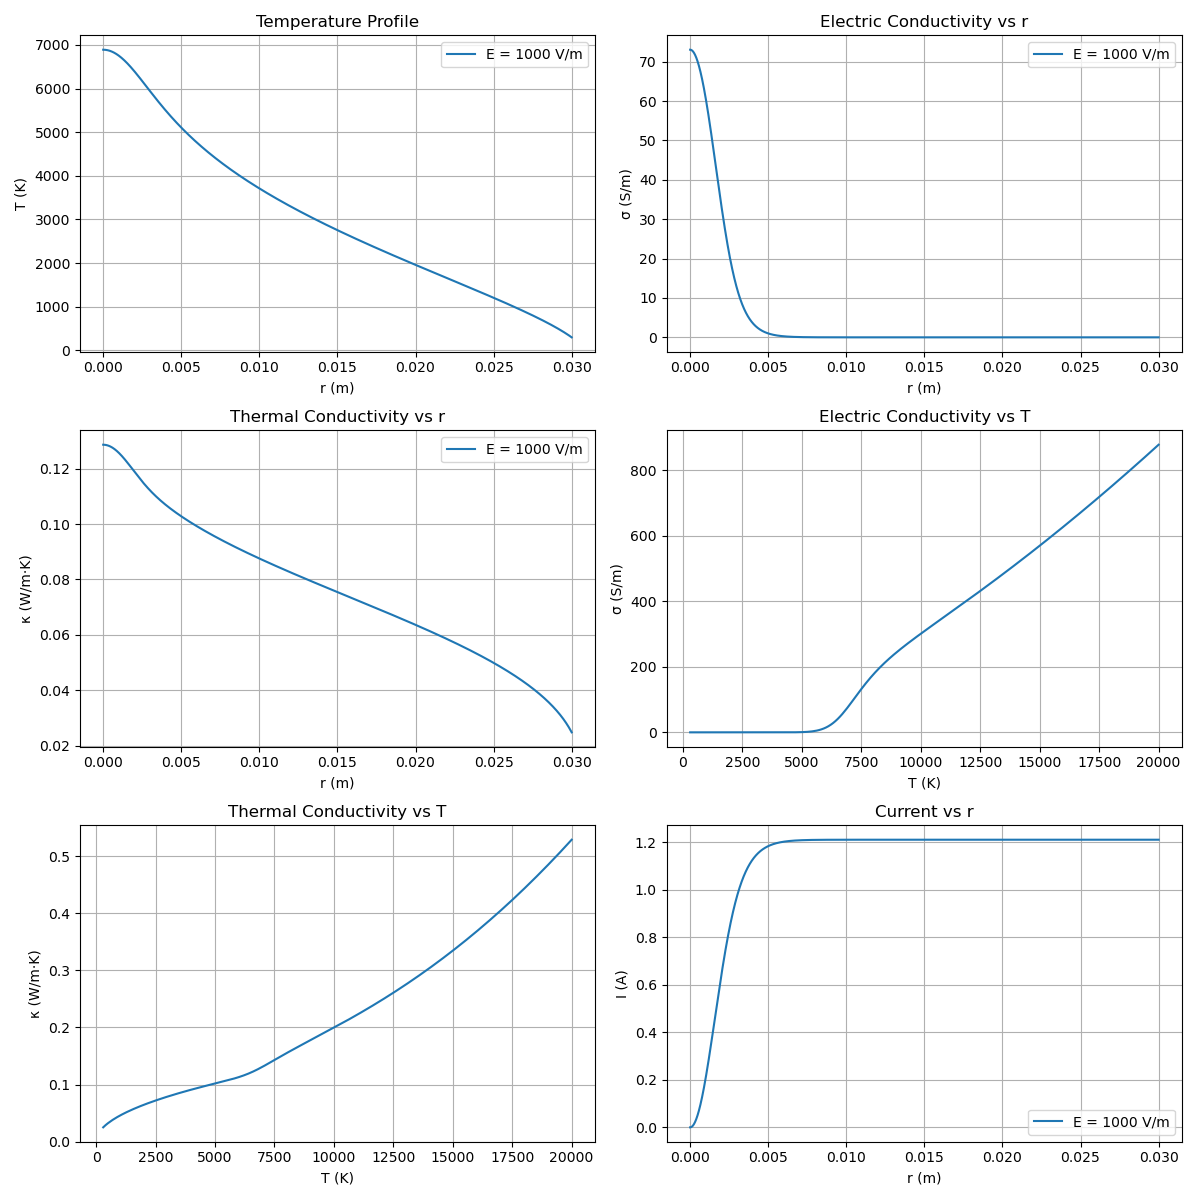 Temperature Profile
7000
6000
5000
4000
3000
2000
1000
0
T (K)
E = 1000 V/m
0.000 0.005 0.010 0.015 0.020 0.025 0.030
r (m)
Electric Conductivity vs r
70
60
50
40
30
20
10
0
σ (S/m)
E = 1000 V/m
0.000 0.005 0.010 0.015 0.020 0.025 0.030
r (m)
Thermal Conductivity vs r
0.12
0.10
0.08
0.06
0.04
0.02
κ (W/m·K)
E = 1000 V/m
0.000 0.005 0.010 0.015 0.020 0.025 0.030
r (m)
Electric Conductivity vs T
800
600
400
200
0
σ (S/m)
0 2500 5000 7500 10000 12500 15000 17500 20000
T (K)
Thermal Conductivity vs T
0.5
0.4
0.3
0.2
0.1
0.0
κ (W/m·K)
0 2500 5000 7500 10000 12500 15000 17500 20000
T (K)
Current vs r
1.2
1.0
0.8
0.6
0.4
0.2
0.0
I (A)
E = 1000 V/m
0.000 0.005 0.010 0.015 0.020 0.025 0.030
r (m)